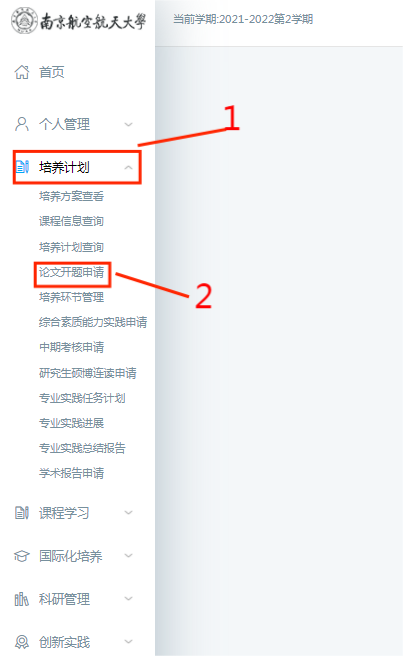 南京航空航天大學
当前学期:2021-2022第2学期
首页
个人管理
1
培养计划
培养方案查看
课程信息查询
培养计划查询
论文开题申请
2
培养环节管理
综合素质能力实践申请
中期考核申请
研究生硕博连读申请
专业实践任务计划
专业实践进展
专业实践总结报告
学术报告申请
课程学习
国际化培养
科研管理
创新实践